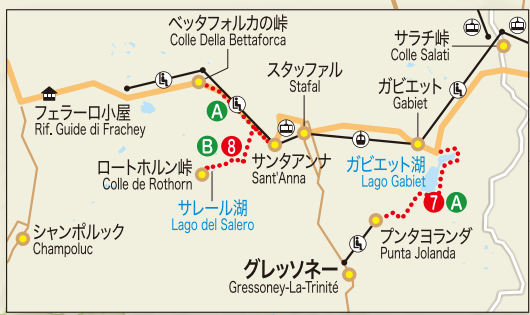 ベッタフォルカの峠
Colle Della Bettaforca
サラチ峠
Colle Salati
スタッファル
Stafal
ガビエット
Gabiet
フェラーロ小屋
Rif. Guide di Frachey
A
B 8
ロートホルン峠
Colle de Rothorn
サンタアンナ
Sant'Anna
ガビエット湖
Lago Gabiet
サレール湖
Lago del Salero
7 A
シャンポルック
Champoluc
プンタヨランダ
Punta Jolanda
グレッソネー
Gressoney-La-Trinité